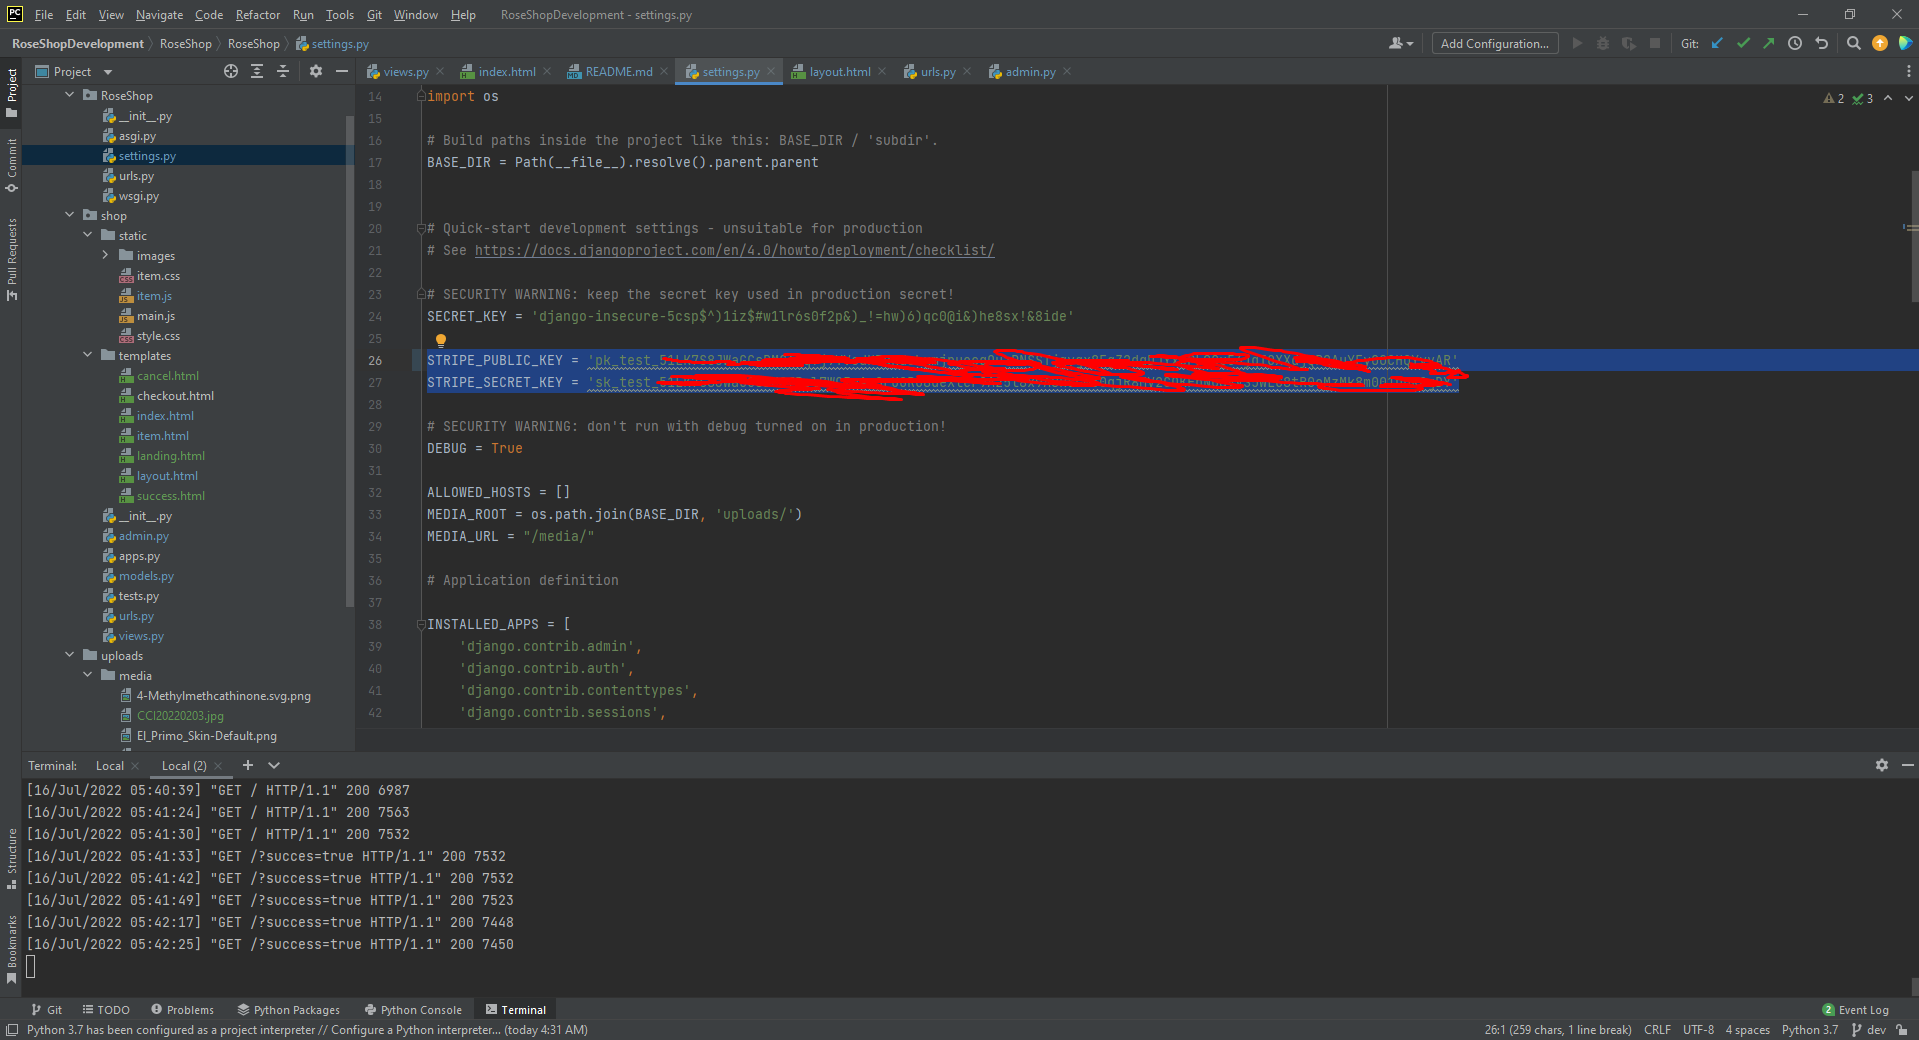 PC File Edit View Navigate Code Refactor Run Tools Git Window Help RoseShopDevelopment - settings.py
RoseShopDevelopment RoseShop RoseShop settings.py Add Configuration... Git:
Project
views.py index.html README.md settings.py layout.html urls.py admin.py
Project
Commit
Pull Requests
RoseShop
__init__.py
asgi.py
settings.py
urls.py
wsgi.py
shop
static
images
item.css
item.js
main.js
style.css
templates
cancel.html
checkout.html
index.html
item.html
landing.html
layout.html
success.html
__init__.py
admin.py
apps.py
models.py
tests.py
urls.py
views.py
uploads
media
4-Methylmethcathinone.svg.png
CCI20220203.jpg
El_Primo_Skin-Default.png
2 3
14 import os
15
16 # Build paths inside the project like this: BASE_DIR / 'subdir'.
17 BASE_DIR = Path(__file__).resolve().parent.parent
18
19
20 # Quick-start development settings - unsuitable for production
21 # See https://docs.djangoproject.com/en/4.0/howto/deployment/checklist/
22
23 # SECURITY WARNING: keep the secret key used in production secret!
24 SECRET_KEY = 'django-insecure-5csp$^)1iz$#w1lr6s0f2p&)_!=hw)6)qc0@i&)he8sx!&8ide'
25
26 STRIPE_PUBLIC_KEY = 'pk_test_
27 STRIPE_SECRET_KEY = 'sk_test_
28
29 # SECURITY WARNING: don't run with debug turned on in production!
30 DEBUG = True
31
32 ALLOWED_HOSTS = []
33 MEDIA_ROOT = os.path.join(BASE_DIR, 'uploads/')
34 MEDIA_URL = "/media/"
35
36 # Application definition
37
38 INSTALLED_APPS = [
39 'django.contrib.admin',
40 'django.contrib.auth',
41 'django.contrib.contenttypes',
42 'django.contrib.sessions',
Terminal: Local Local (2)
[16/Jul/2022 05:40:39] "GET / HTTP/1.1" 200 6987
[16/Jul/2022 05:41:24] "GET / HTTP/1.1" 200 7563
[16/Jul/2022 05:41:30] "GET / HTTP/1.1" 200 7532
[16/Jul/2022 05:41:33] "GET /?succes=true HTTP/1.1" 200 7532
[16/Jul/2022 05:41:42] "GET /?success=true HTTP/1.1" 200 7532
[16/Jul/2022 05:41:49] "GET /?success=true HTTP/1.1" 200 7523
[16/Jul/2022 05:42:17] "GET /?success=true HTTP/1.1" 200 7448
[16/Jul/2022 05:42:25] "GET /?success=true HTTP/1.1" 200 7450
Structure
Bookmarks
Git TODO Problems Python Packages Python Console Terminal 2 Event Log
Python 3.7 has been configured as a project interpreter // Configure a Python interpreter... (today 4:31 AM) 26:1 (259 chars, 1 line break) CRLF UTF-8 4 spaces Python 3.7 dev